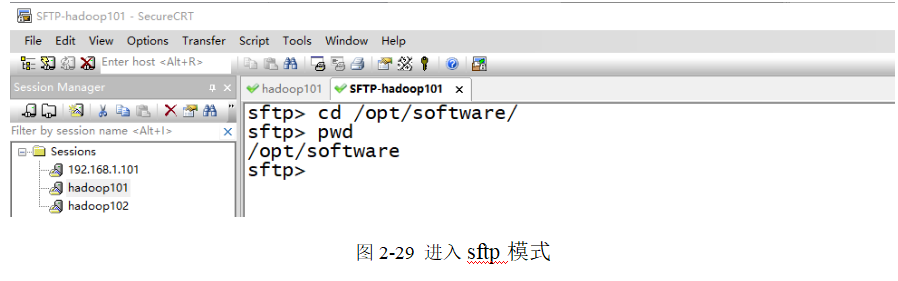 SFTP-hadoop101 - SecureCRT
File Edit View Options Transfer Script Tools Window Help
Enter host <Alt+R>
Session Manager
hadoop101
SFTP-hadoop101
Filter by session name <Alt+I>
Sessions
192.168.1.101
hadoop101
hadoop102
sftp> cd /opt/software/
sftp> pwd
/opt/software
sftp>
图 2-29 进入 sftp 模式